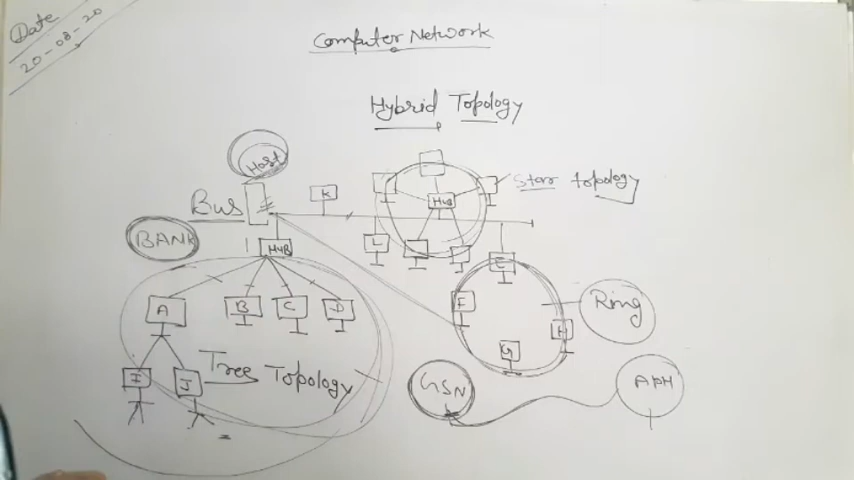 Date
20-08-20
Computer Network
Hybrid Topology
Host
Star topology
K
HUB
Bus
BANK
HUB
L
E
A
B
C
D
F
H
Ring
G
Tree Topology
I
J
GSN
APH